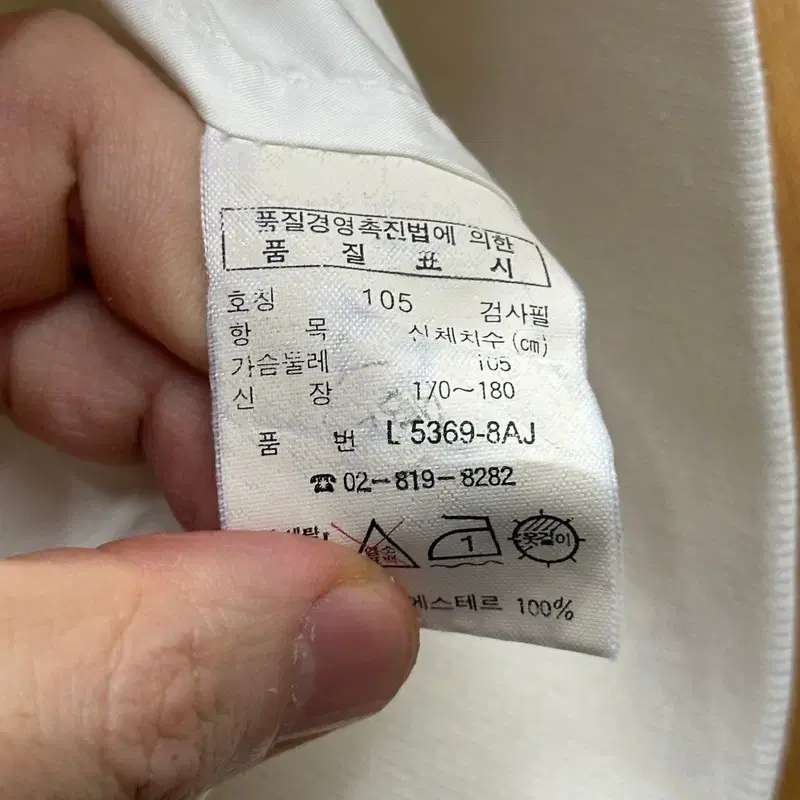 품질경영촉진법에 의한
품 질 표 시
호칭 105 검사필
항 목 신체치수 (cm)
가슴둘레 105
신 장 170~180
품 번 L 5369-8AJ
☎ 02-819-8282
염소 1 옷걸이
에스테르 100%